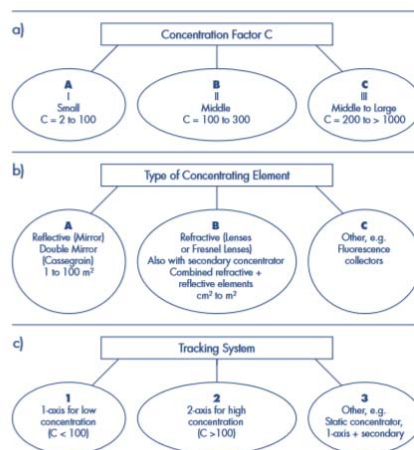 a)
Concentration Factor C
A
I
Small
C = 2 to 100
B
II
Middle
C = 100 to 300
C
III
Middle to Large
C = 200 to > 1000
b)
Type of Concentrating Element
A
Reflective (Mirror)
Double Mirror
(Cassegrain)
1 to 100 m²
B
Refractive (Lenses
or Fresnel Lenses)
Also with secondary concentrator
Combined refractive +
reflective elements
cm² to m²
C
Other, e.g.
Fluorescence
collectors
c)
Tracking System
1
1-axis for low
concentration
(C < 100)
2
2-axis for high
concentration
(C >100)
3
Other, e.g.
Static concentrator,
1-axis + secondary